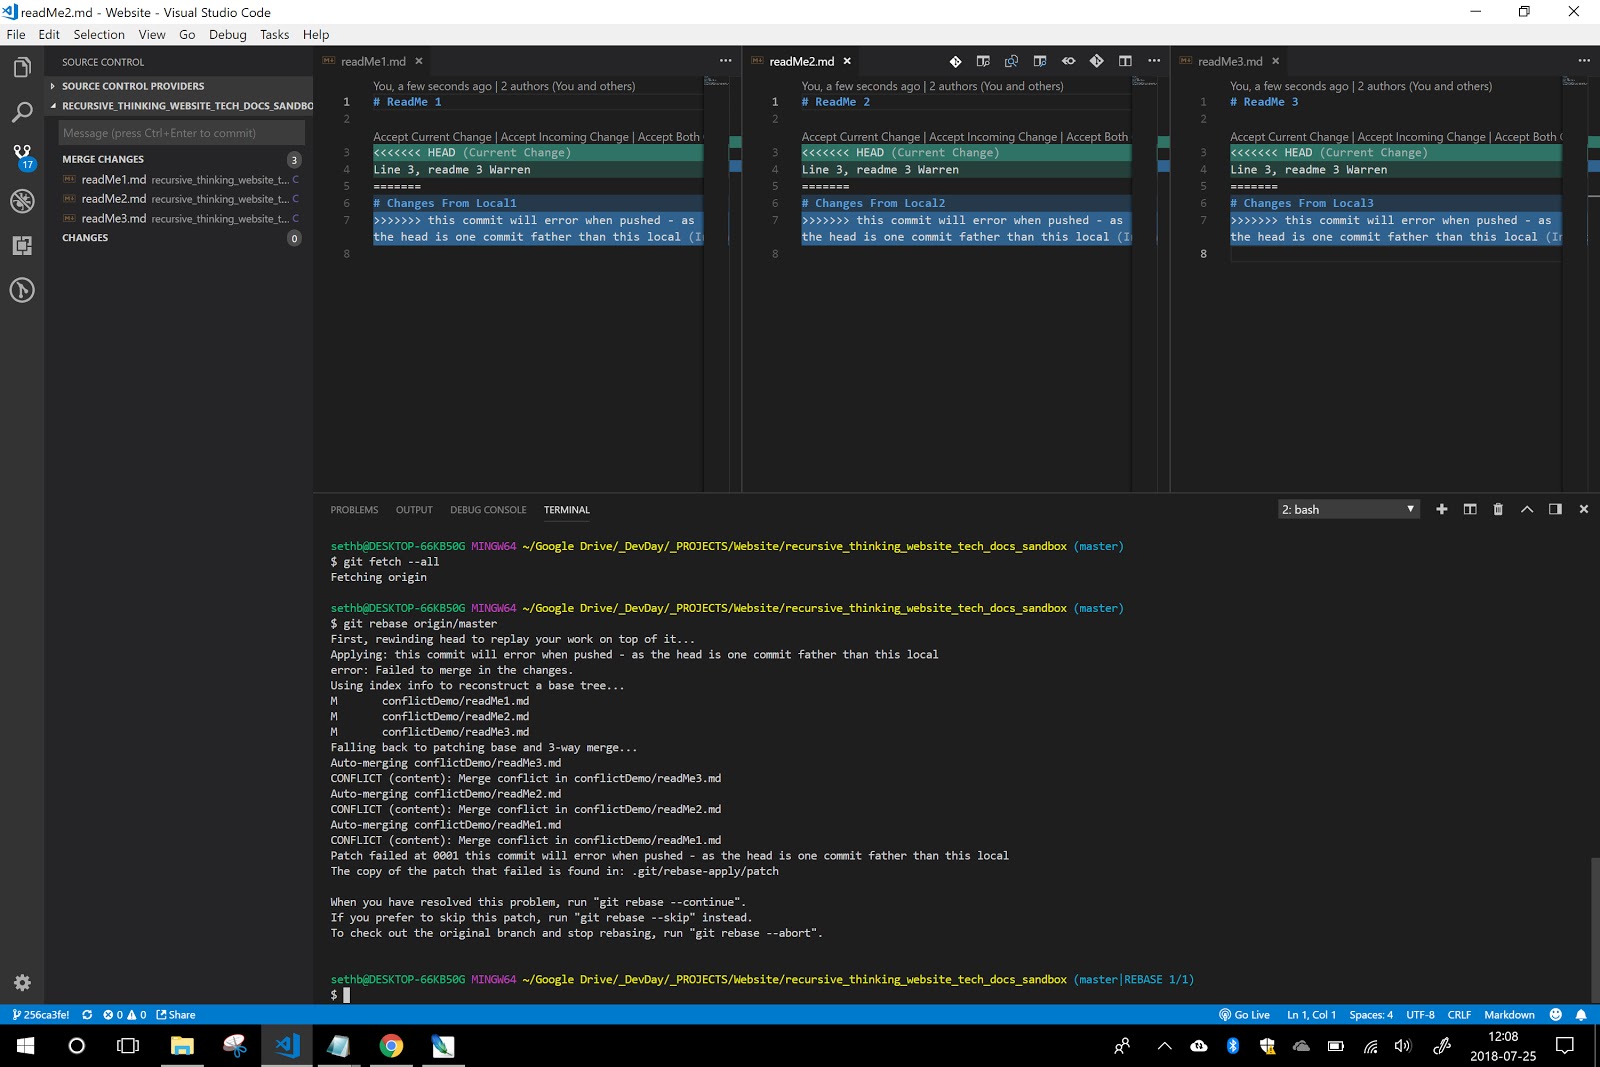 readMe2.md - Website - Visual Studio Code
File Edit Selection View Go Debug Tasks Help
SOURCE CONTROL
SOURCE CONTROL PROVIDERS
RECURSIVE_THINKING_WEBSITE_TECH_DOCS_SANDBO
Message (press Ctrl+Enter to commit)
MERGE CHANGES 3
readMe1.md recursive_thinking_website_t... C
readMe2.md recursive_thinking_website_t... C
readMe3.md recursive_thinking_website_t... C
CHANGES 0
17
readMe1.md
You, a few seconds ago | 2 authors (You and others)
1 # ReadMe 1
2
Accept Current Change | Accept Incoming Change | Accept Both
3 <<<<<<< HEAD (Current Change)
4 Line 3, readme 3 Warren
5 =======
6 # Changes From Local1
7 >>>>>>> this commit will error when pushed - as
the head is one commit father than this local (I
8
readMe2.md
You, a few seconds ago | 2 authors (You and others)
1 # ReadMe 2
2
Accept Current Change | Accept Incoming Change | Accept Both
3 <<<<<<< HEAD (Current Change)
4 Line 3, readme 3 Warren
5 =======
6 # Changes From Local2
7 >>>>>>> this commit will error when pushed - as
the head is one commit father than this local (In
8
readMe3.md
You, a few seconds ago | 2 authors (You and others)
1 # ReadMe 3
2
Accept Current Change | Accept Incoming Change | Accept Both
3 <<<<<<< HEAD (Current Change)
4 Line 3, readme 3 Warren
5 =======
6 # Changes From Local3
7 >>>>>>> this commit will error when pushed - as
the head is one commit father than this local (I
8
PROBLEMS OUTPUT DEBUG CONSOLE TERMINAL 2: bash
sethb@DESKTOP-66KB50G MINGW64 ~/Google Drive/_DevDay/_PROJECTS/Website/recursive_thinking_website_tech_docs_sandbox (master)
$ git fetch --all
Fetching origin
sethb@DESKTOP-66KB50G MINGW64 ~/Google Drive/_DevDay/_PROJECTS/Website/recursive_thinking_website_tech_docs_sandbox (master)
$ git rebase origin/master
First, rewinding head to replay your work on top of it...
Applying: this commit will error when pushed - as the head is one commit father than this local
error: Failed to merge in the changes.
Using index info to reconstruct a base tree...
M conflictDemo/readMe1.md
M conflictDemo/readMe2.md
M conflictDemo/readMe3.md
Falling back to patching base and 3-way merge...
Auto-merging conflictDemo/readMe3.md
CONFLICT (content): Merge conflict in conflictDemo/readMe3.md
Auto-merging conflictDemo/readMe2.md
CONFLICT (content): Merge conflict in conflictDemo/readMe2.md
Auto-merging conflictDemo/readMe1.md
CONFLICT (content): Merge conflict in conflictDemo/readMe1.md
Patch failed at 0001 this commit will error when pushed - as the head is one commit father than this local
The copy of the patch that failed is found in: .git/rebase-apply/patch
When you have resolved this problem, run "git rebase --continue".
If you prefer to skip this patch, run "git rebase --skip" instead.
To check out the original branch and stop rebasing, run "git rebase --abort".
sethb@DESKTOP-66KB50G MINGW64 ~/Google Drive/_DevDay/_PROJECTS/Website/recursive_thinking_website_tech_docs_sandbox (master|REBASE 1/1)
$
256ca3fe! 0 0 Share Go Live Ln 1, Col 1 Spaces: 4 UTF-8 CRLF Markdown
12:08
2018-07-25